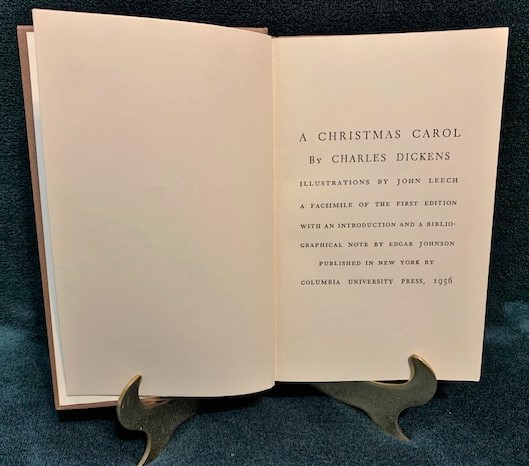 A CHRISTMAS CAROL
By CHARLES DICKENS
ILLUSTRATIONS BY JOHN LEECH
A FACSIMILE OF THE FIRST EDITION
WITH AN INTRODUCTION AND A BIBLIO-
GRAPHICAL NOTE BY EDGAR JOHNSON
PUBLISHED IN NEW YORK BY
COLUMBIA UNIVERSITY PRESS, 1956